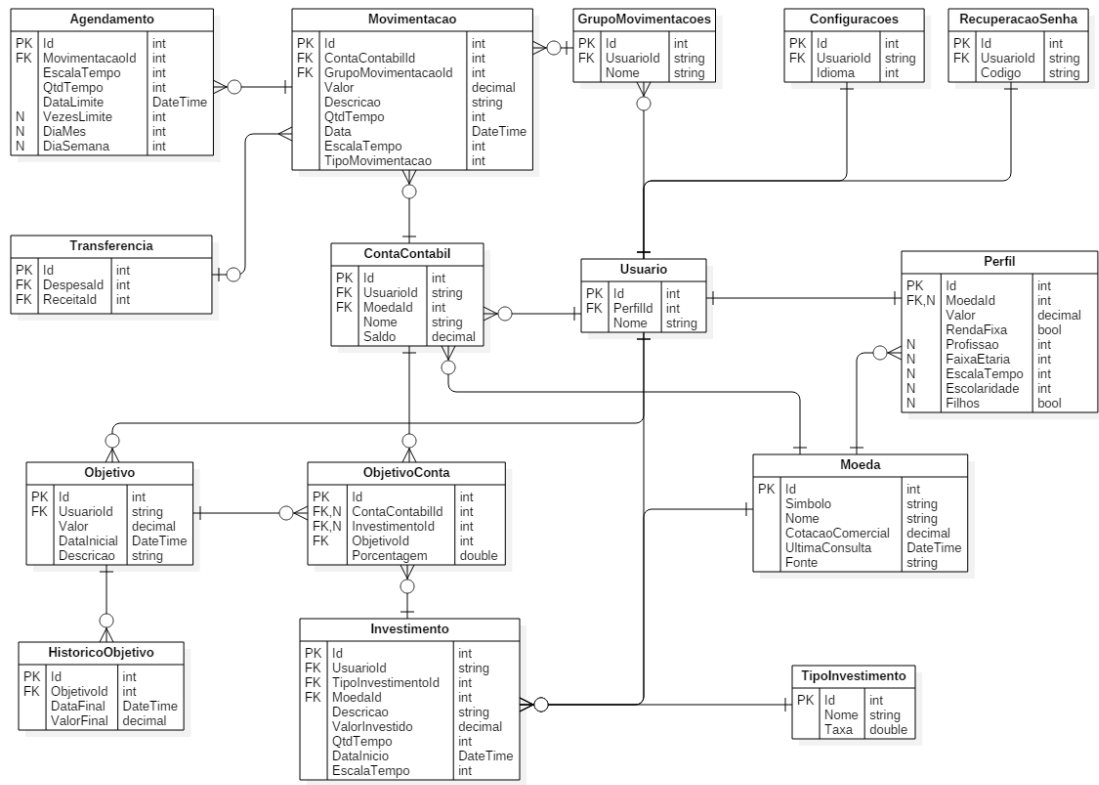 Agendamento
PK Id int
FK MovimentacaoId int
EscalaTempo int
QtdTempo int
DataLimite DateTime
N VezesLimite int
N DiaMes int
N DiaSemana int
Movimentacao
PK Id int
FK ContaContabilId int
FK GrupoMovimentacaoId int
Valor decimal
Descricao string
QtdTempo int
Data DateTime
EscalaTempo int
TipoMovimentacao int
GrupoMovimentacoes
PK Id int
FK UsuarioId string
Nome string
Configuracoes
PK Id int
FK UsuarioId string
Idioma int
RecuperacaoSenha
PK Id int
FK UsuarioId string
Codigo string
Transferencia
PK Id int
FK DespesaId int
FK ReceitaId int
ContaContabil
PK Id int
FK UsuarioId string
FK MoedaId int
Nome string
Saldo decimal
Usuario
PK Id int
FK PerfilId int
Nome string
Perfil
PK Id int
FK,N MoedaId int
Valor decimal
RendaFixa bool
N Profissao int
N FaixaEtaria int
N EscalaTempo int
N Escolaridade int
N Filhos bool
Objetivo
PK Id int
FK UsuarioId string
Valor decimal
DataInicial DateTime
Descricao string
ObjetivoConta
PK Id int
FK,N ContaContabilId int
FK,N InvestimentoId int
FK ObjetivoId int
Porcentagem double
Moeda
PK Id int
Simbolo string
Nome string
CotacaoComercial decimal
UltimaConsulta DateTime
Fonte string
HistoricoObjetivo
PK Id int
FK ObjetivoId int
DataFinal DateTime
ValorFinal decimal
Investimento
PK Id int
FK UsuarioId string
FK TipoInvestimentoId int
FK MoedaId int
Descricao string
ValorInvestido decimal
QtdTempo int
DataInicio DateTime
EscalaTempo int
TipoInvestimento
PK Id int
Nome string
Taxa double